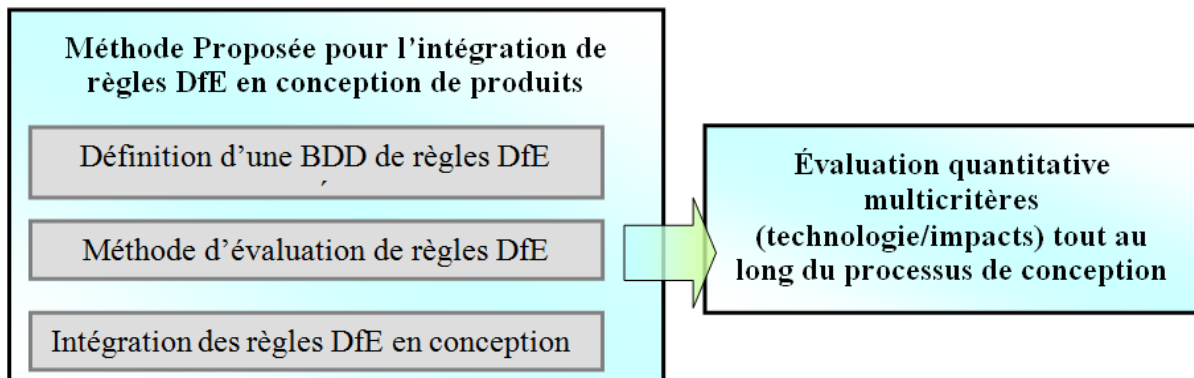 Méthode Proposée pour l'intégration de
règles DfE en conception de produits
Définition d'une BDD de règles DfE
Méthode d'évaluation de règles DfE
Intégration des règles DfE en conception
Évaluation quantitative
multicritères
(technologie/impacts) tout au
long du processus de conception